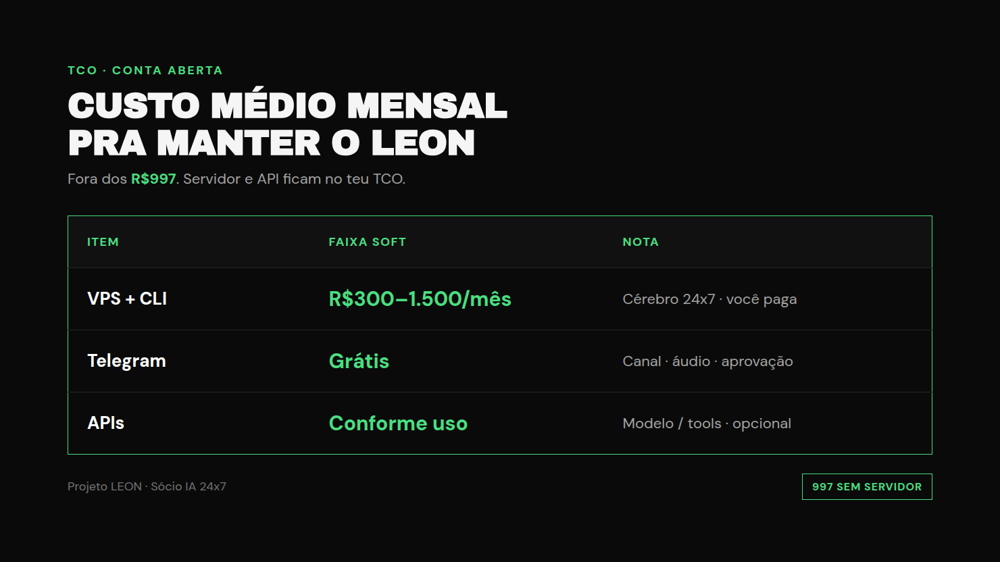 TCO · CONTA ABERTA
CUSTO MÉDIO MENSAL
PRA MANTER O LEON
Fora dos R$997. Servidor e API ficam no teu TCO.
ITEM FAIXA SOFT NOTA
VPS + CLI R$300–1.500/mês Cérebro 24x7 · você paga
Telegram Grátis Canal · áudio · aprovação
APIs Conforme uso Modelo / tools · opcional
Projeto LEON · Sócio IA 24x7 997 SEM SERVIDOR